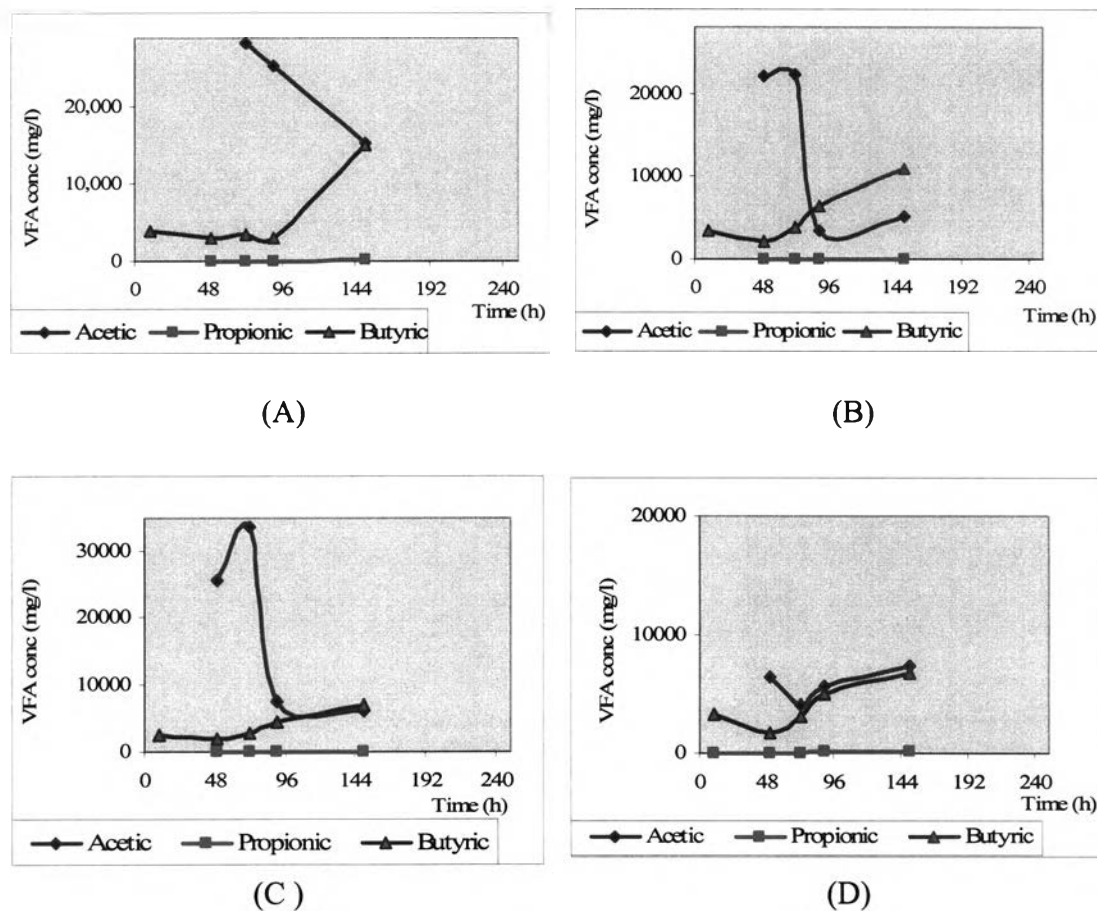 VFA conc (mg/l)
20,000
10,000
0
0 48 96 144 192 240
Time (h)
Acetic Propionic Butyric
(A)
VFA conc (mg/l)
20000
10000
0
0 48 96 144 192 240
Time (h)
Acetic Propionic Butyric
(B)
VFA conc (mg/l)
30000
20000
10000
0
0 48 96 144 192 240
Time (h)
Acetic Propionic Butyric
(C )
VFA conc (mg/l)
20000
10000
0
0 48 96 144 192 240
Time (h)
Acetic Propionic Butyric
(D)